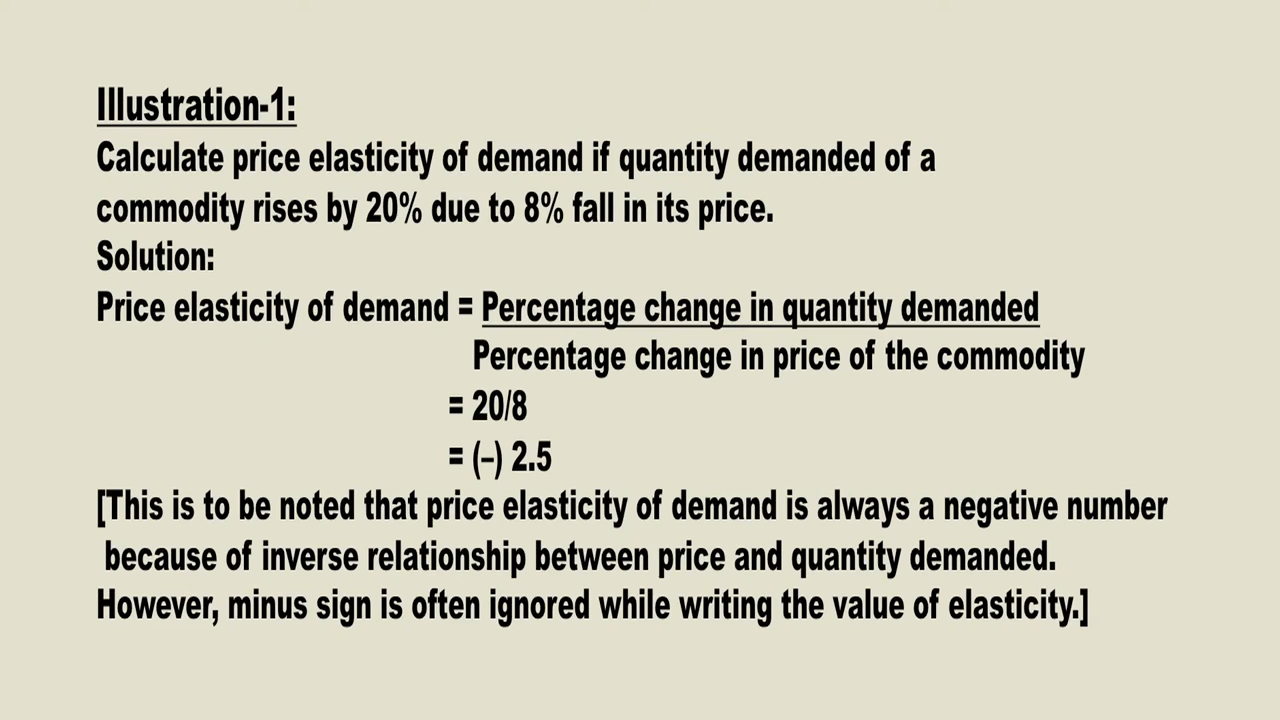 Illustration-1:
Calculate price elasticity of demand if quantity demanded of a
commodity rises by 20% due to 8% fall in its price.
Solution:
Price elasticity of demand = Percentage change in quantity demanded
Percentage change in price of the commodity
= 20/8
= (–) 2.5
[This is to be noted that price elasticity of demand is always a negative number
because of inverse relationship between price and quantity demanded.
However, minus sign is often ignored while writing the value of elasticity.]